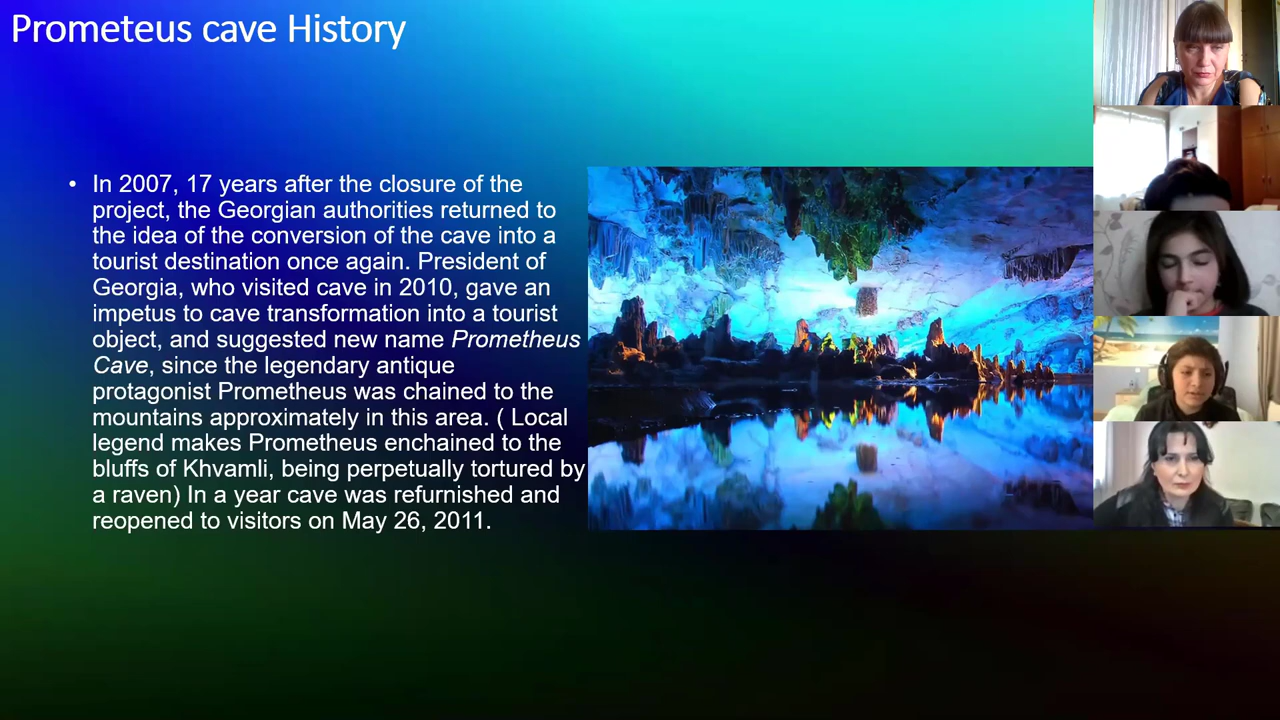 Prometeus cave History
• In 2007, 17 years after the closure of the
project, the Georgian authorities returned to
the idea of the conversion of the cave into a
tourist destination once again. President of
Georgia, who visited cave in 2010, gave an
impetus to cave transformation into a tourist
object, and suggested new name Prometheus
Cave, since the legendary antique
protagonist Prometheus was chained to the
mountains approximately in this area. ( Local
legend makes Prometheus enchained to the
bluffs of Khvamli, being perpetually tortured by
a raven) In a year cave was refurnished and
reopened to visitors on May 26, 2011.